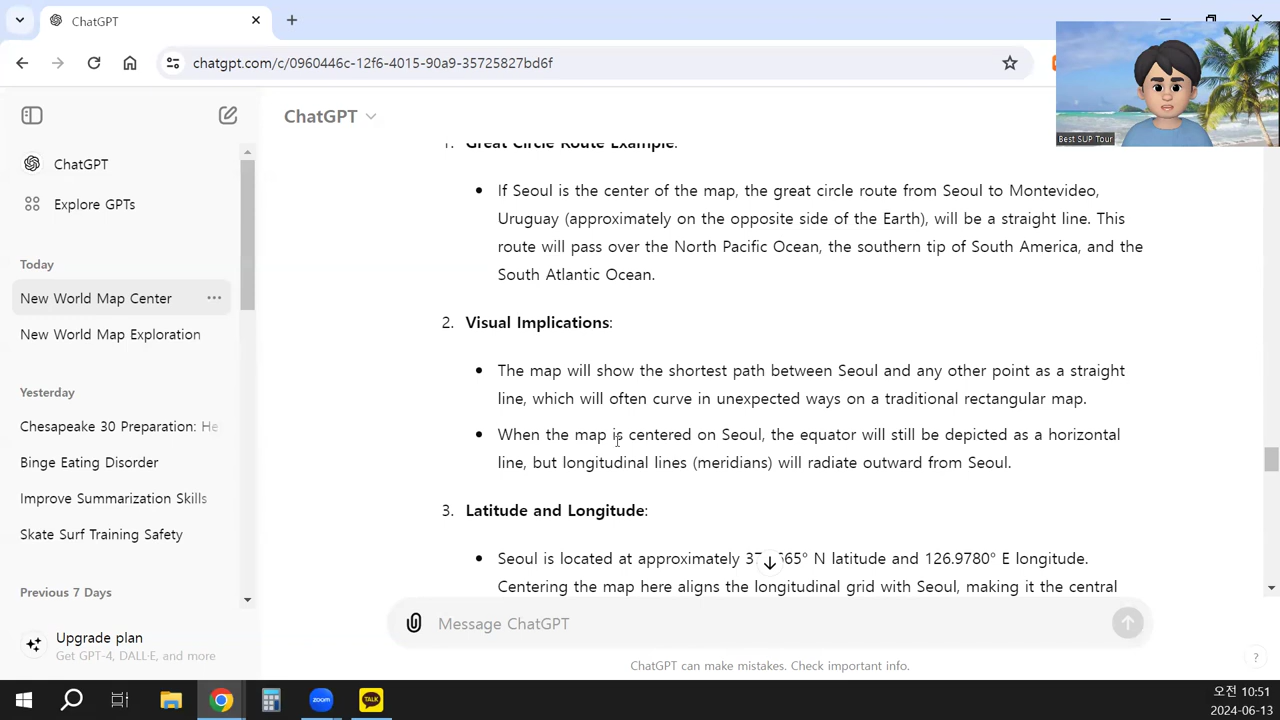 ChatGPT
chatgpt.com/c/0960446c-12f6-4015-90a9-35725827bd6f
Best SUP Tour
ChatGPT
ChatGPT
Explore GPTs
Today
New World Map Center
New World Map Exploration
Yesterday
Chesapeake 30 Preparation: He
Binge Eating Disorder
Improve Summarization Skills
Skate Surf Training Safety
Previous 7 Days
Upgrade plan
Get GPT-4, DALL·E, and more
1. Great Circle Route Example:
• If Seoul is the center of the map, the great circle route from Seoul to Montevideo,
Uruguay (approximately on the opposite side of the Earth), will be a straight line. This
route will pass over the North Pacific Ocean, the southern tip of South America, and the
South Atlantic Ocean.
2. Visual Implications:
• The map will show the shortest path between Seoul and any other point as a straight
line, which will often curve in unexpected ways on a traditional rectangular map.
• When the map is centered on Seoul, the equator will still be depicted as a horizontal
line, but longitudinal lines (meridians) will radiate outward from Seoul.
3. Latitude and Longitude:
• Seoul is located at approximately N latitude and 126.9780° E longitude.
Centering the map here aligns the longitudinal grid with Seoul, making it the central
Message ChatGPT
ChatGPT can make mistakes. Check important info.
?
zoom
TALK
오전 10:51
2024-06-13